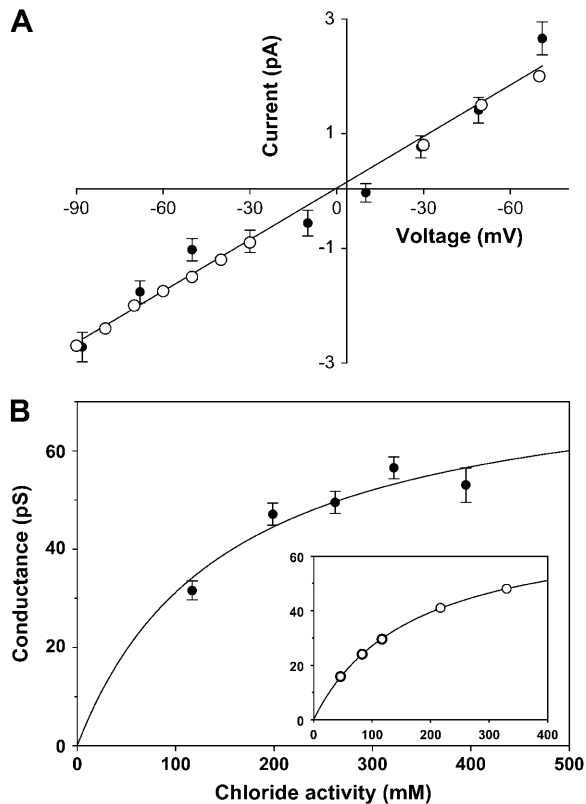 A
Current (pA)
3
1
-90 -60 -30 0 -30 -60
Voltage (mV)
-1
-3
B
Conductance (pS)
60
40
20
0
60
40
20
0
0 100 200 300 400
0 100 200 300 400 500
Chloride activity (mM)